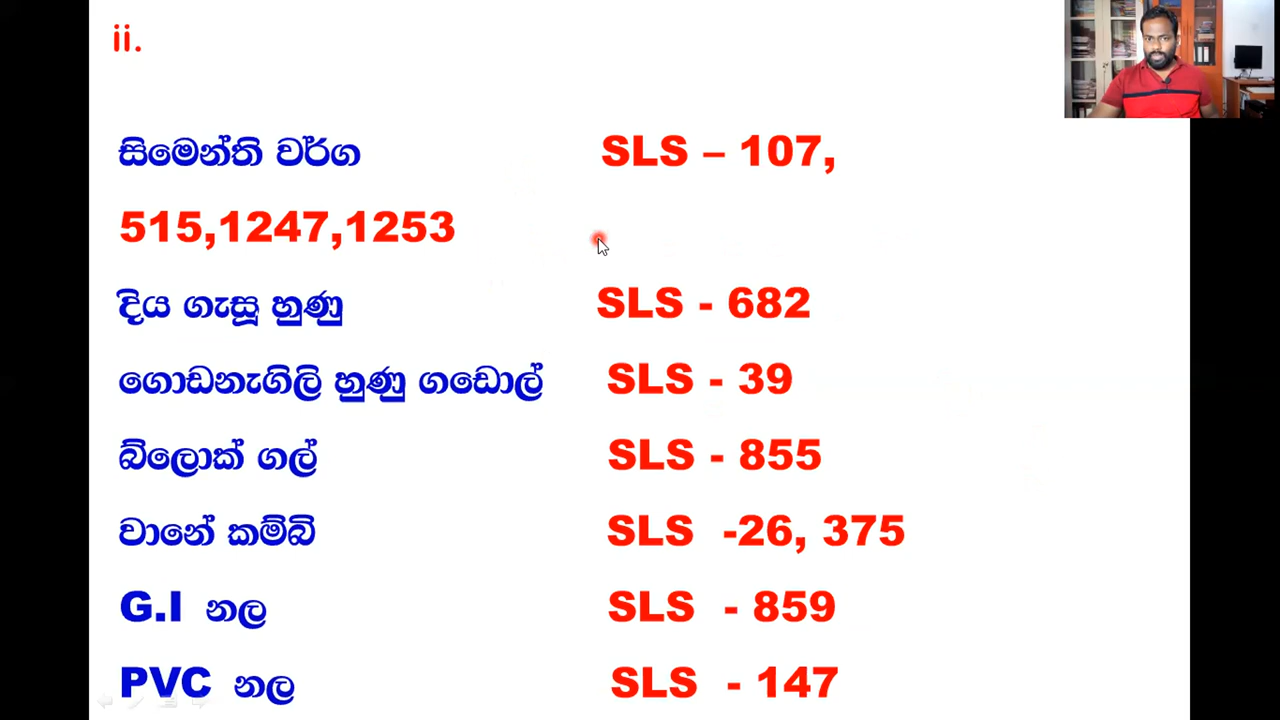 ii.
සිමෙන්ති වර්ග SLS – 107,
515,1247,1253
දිය ගැසූ හුණු SLS - 682
ගොඩනැගිලි හුණු ගඩොල් SLS - 39
බ්ලොක් ගල් SLS - 855
වානේ කම්බි SLS -26, 375
G.I නල SLS - 859
PVC නල SLS - 147